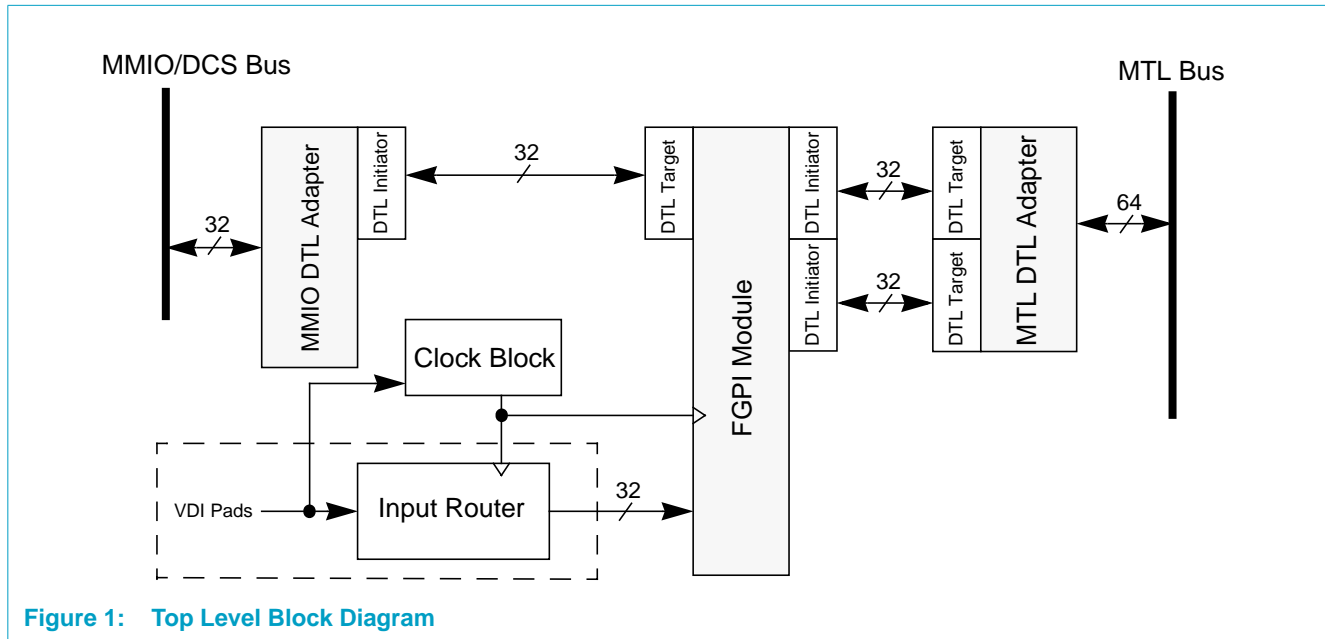 MMIO/DCS Bus
MTL Bus
32
MMIO DTL Adapter
DTL Initiator
32
DTL Target
FGPI Module
DTL Initiator
DTL Initiator
32
32
DTL Target
DTL Target
MTL DTL Adapter
64
Clock Block
VDI Pads
Input Router
32
Figure 1: Top Level Block Diagram